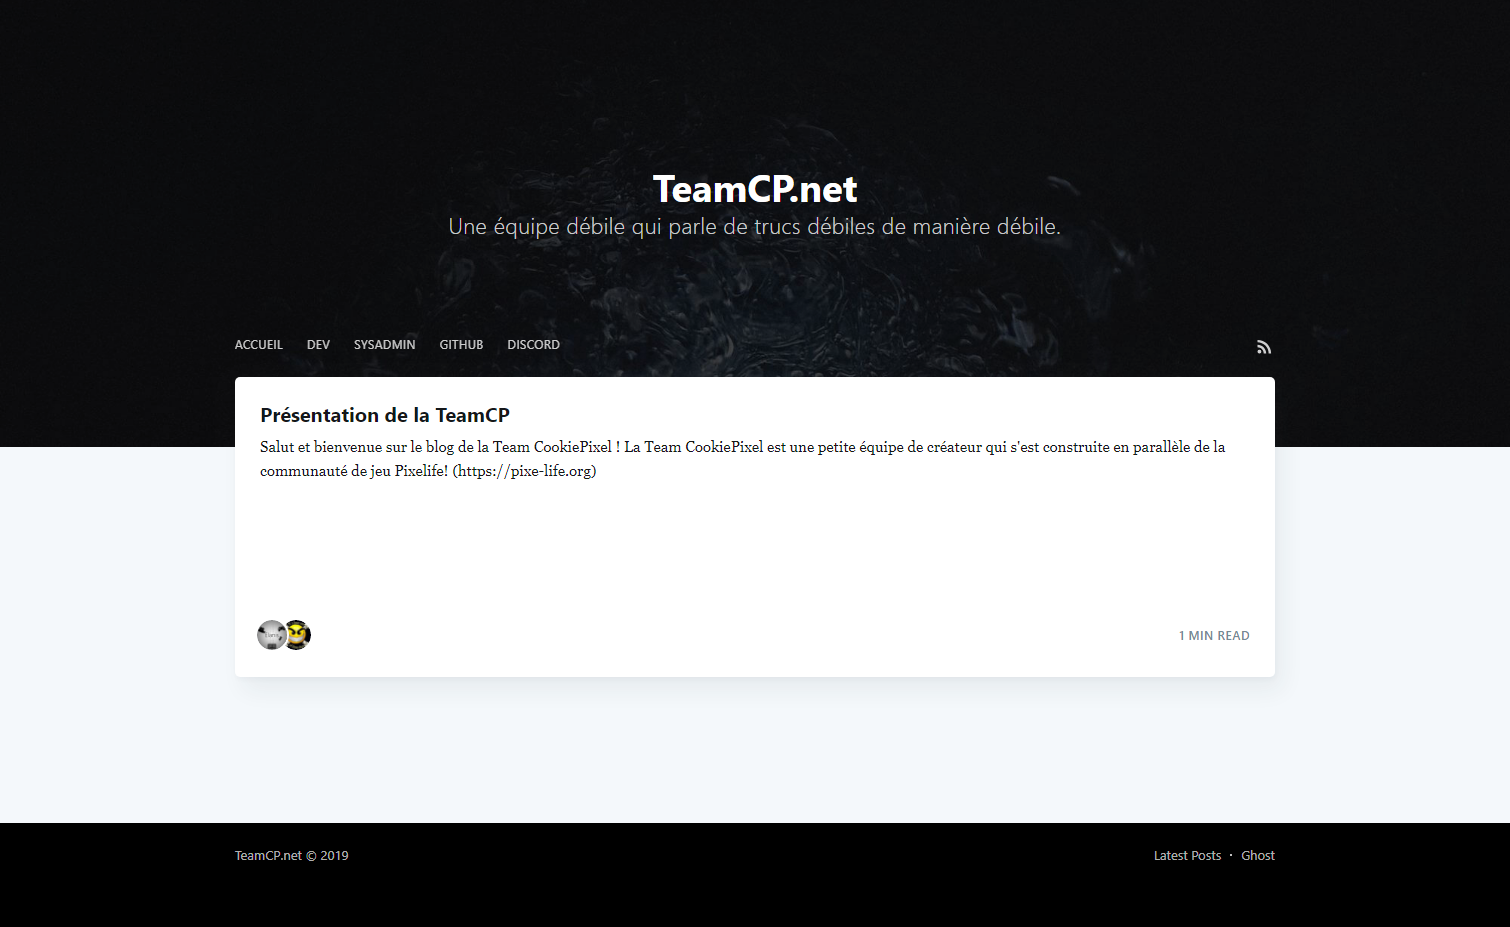 TeamCP.net
Une équipe débile qui parle de trucs débiles de manière débile.
ACCUEIL DEV SYSADMIN GITHUB DISCORD
Présentation de la TeamCP
Salut et bienvenue sur le blog de la Team CookiePixel ! La Team CookiePixel est une petite équipe de créateur qui s'est construite en parallèle de la
communauté de jeu Pixelife! (https://pixe-life.org)
1 MIN READ
TeamCP.net © 2019
Latest Posts · Ghost